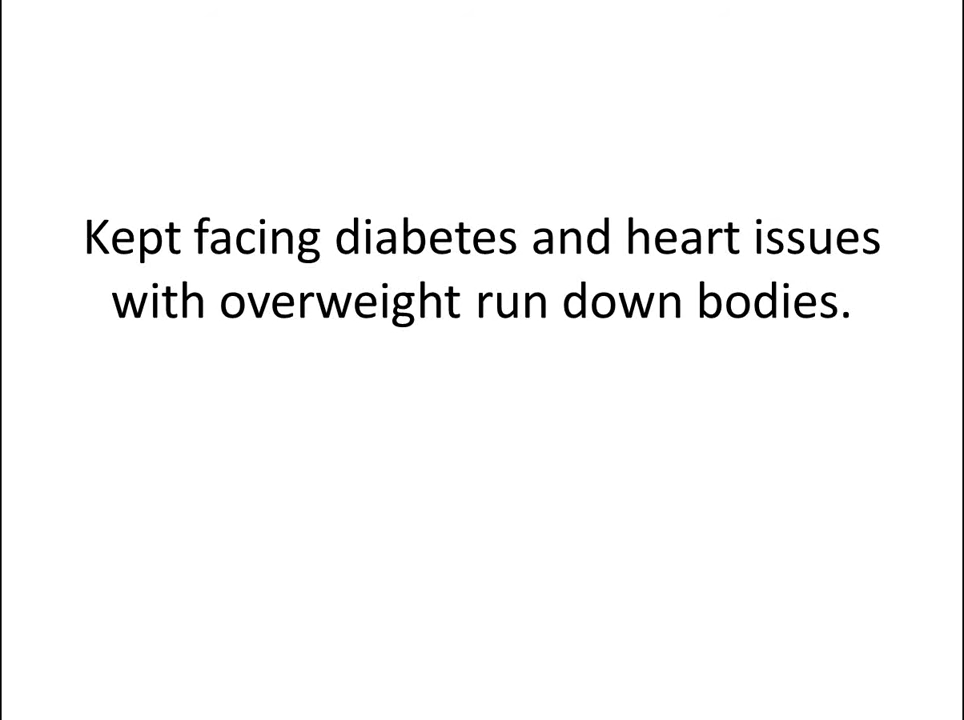 Kept facing diabetes and heart issues
with overweight run down bodies.